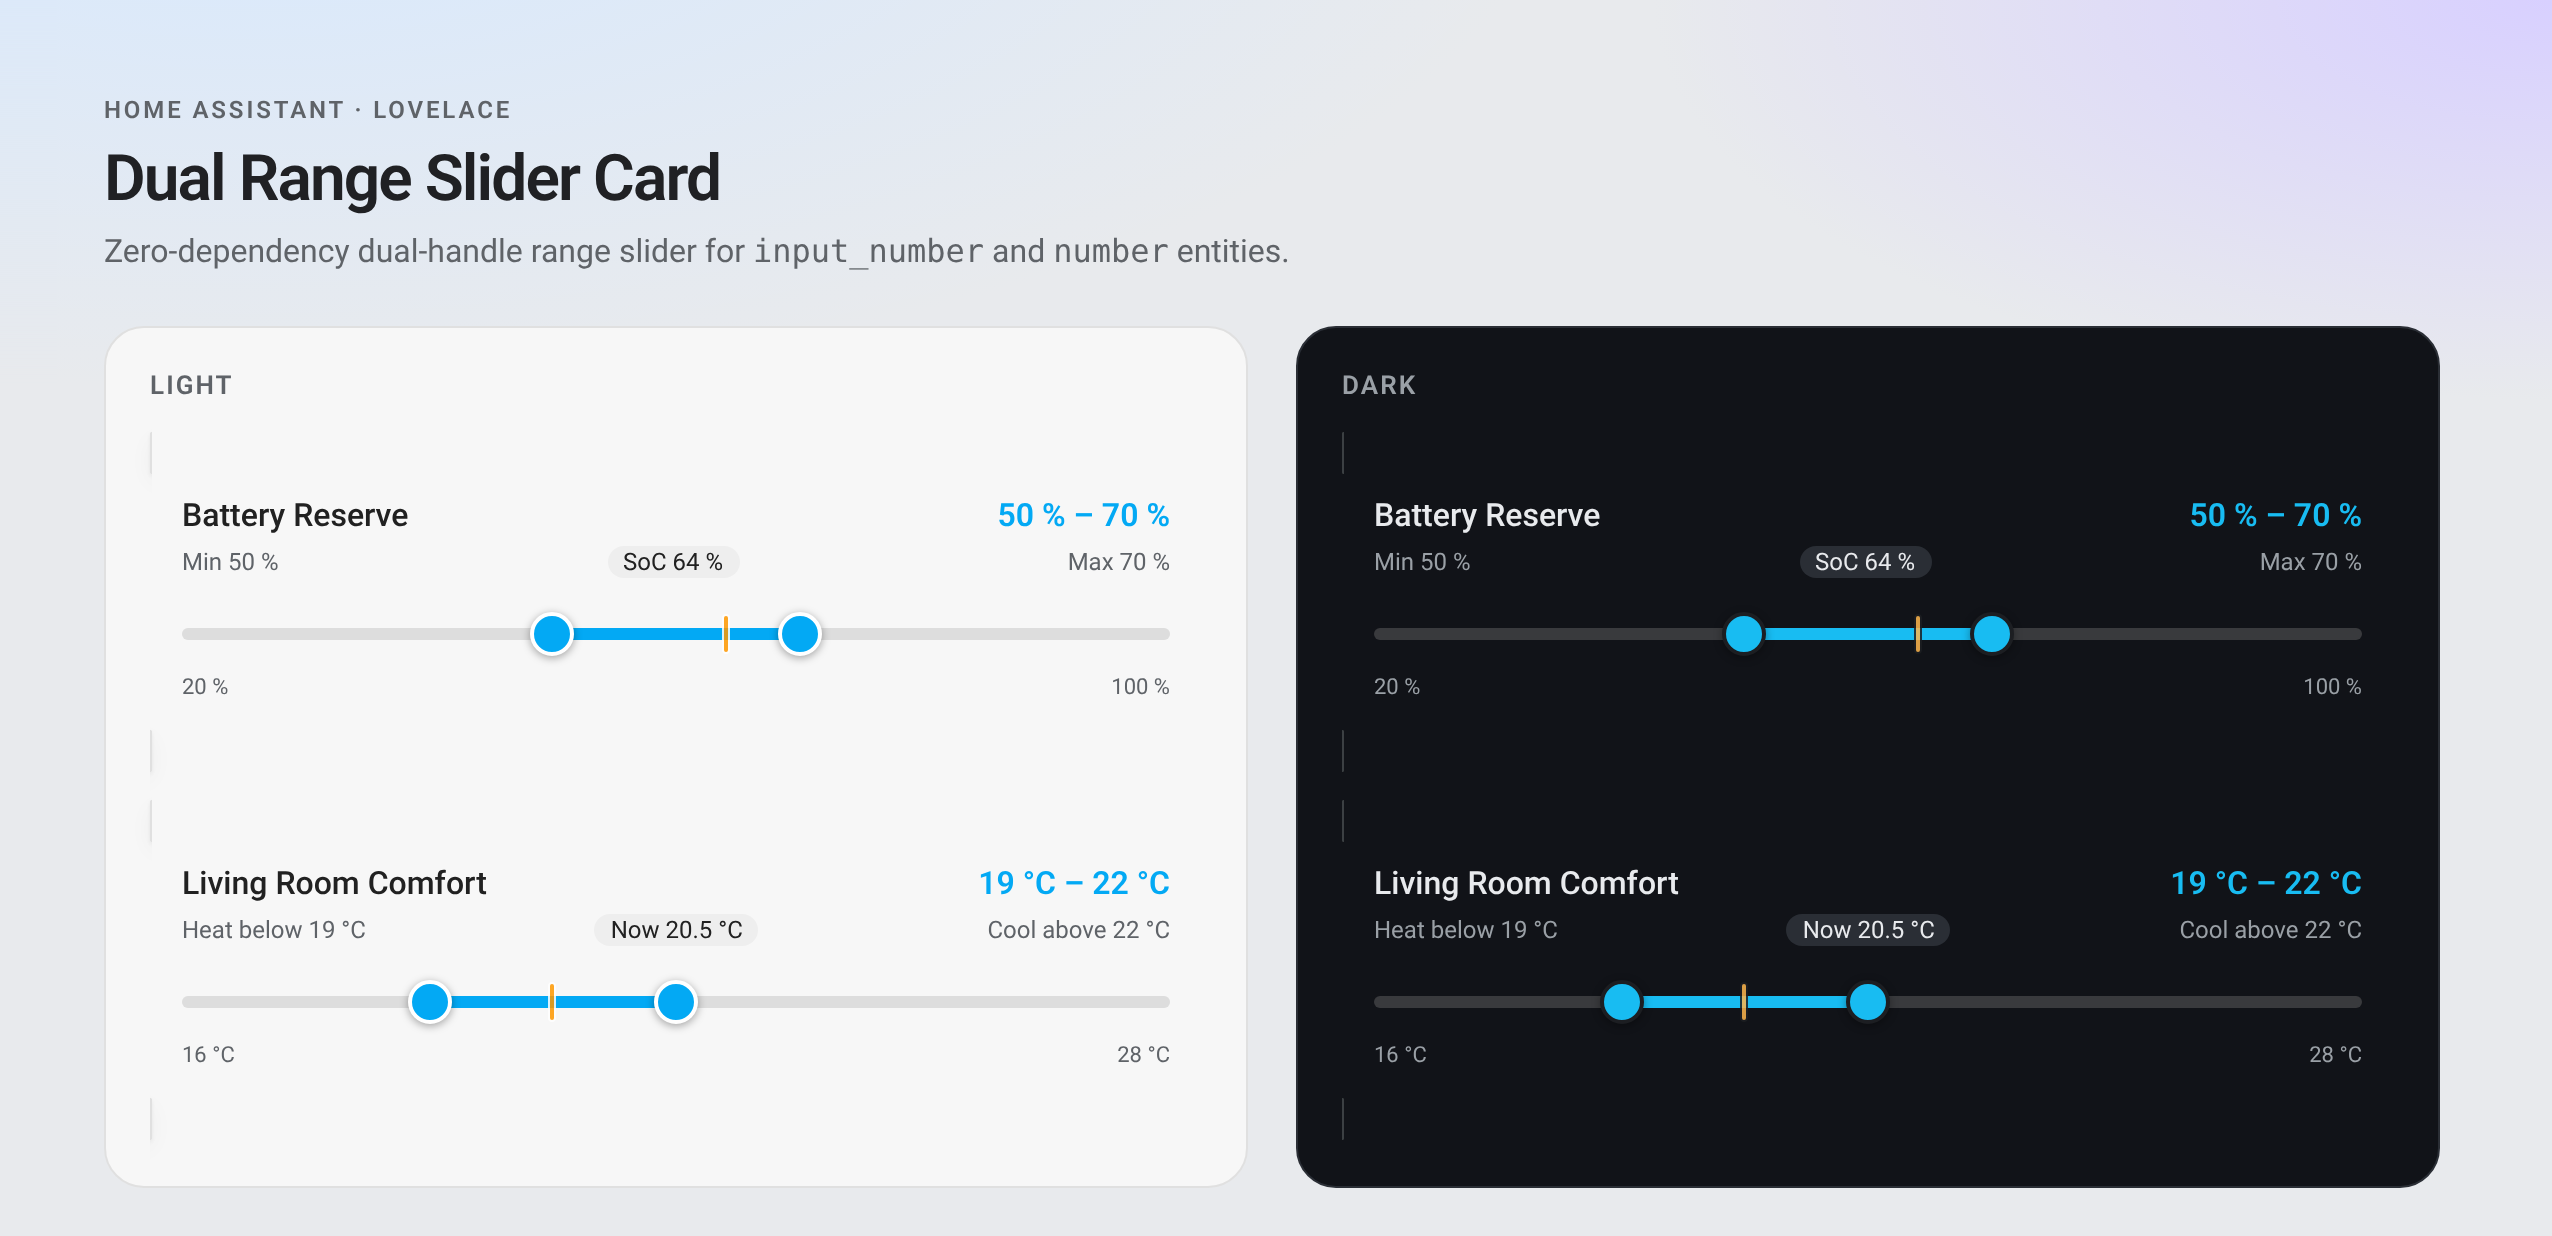 HOME ASSISTANT · LOVELACE
Dual Range Slider Card
Zero-dependency dual-handle range slider for input_number and number entities.
LIGHT
Battery Reserve 50 % – 70 %
Min 50 % SoC 64 % Max 70 %
20 % 100 %
Living Room Comfort 19 °C – 22 °C
Heat below 19 °C Now 20.5 °C Cool above 22 °C
16 °C 28 °C
DARK
Battery Reserve 50 % – 70 %
Min 50 % SoC 64 % Max 70 %
20 % 100 %
Living Room Comfort 19 °C – 22 °C
Heat below 19 °C Now 20.5 °C Cool above 22 °C
16 °C 28 °C